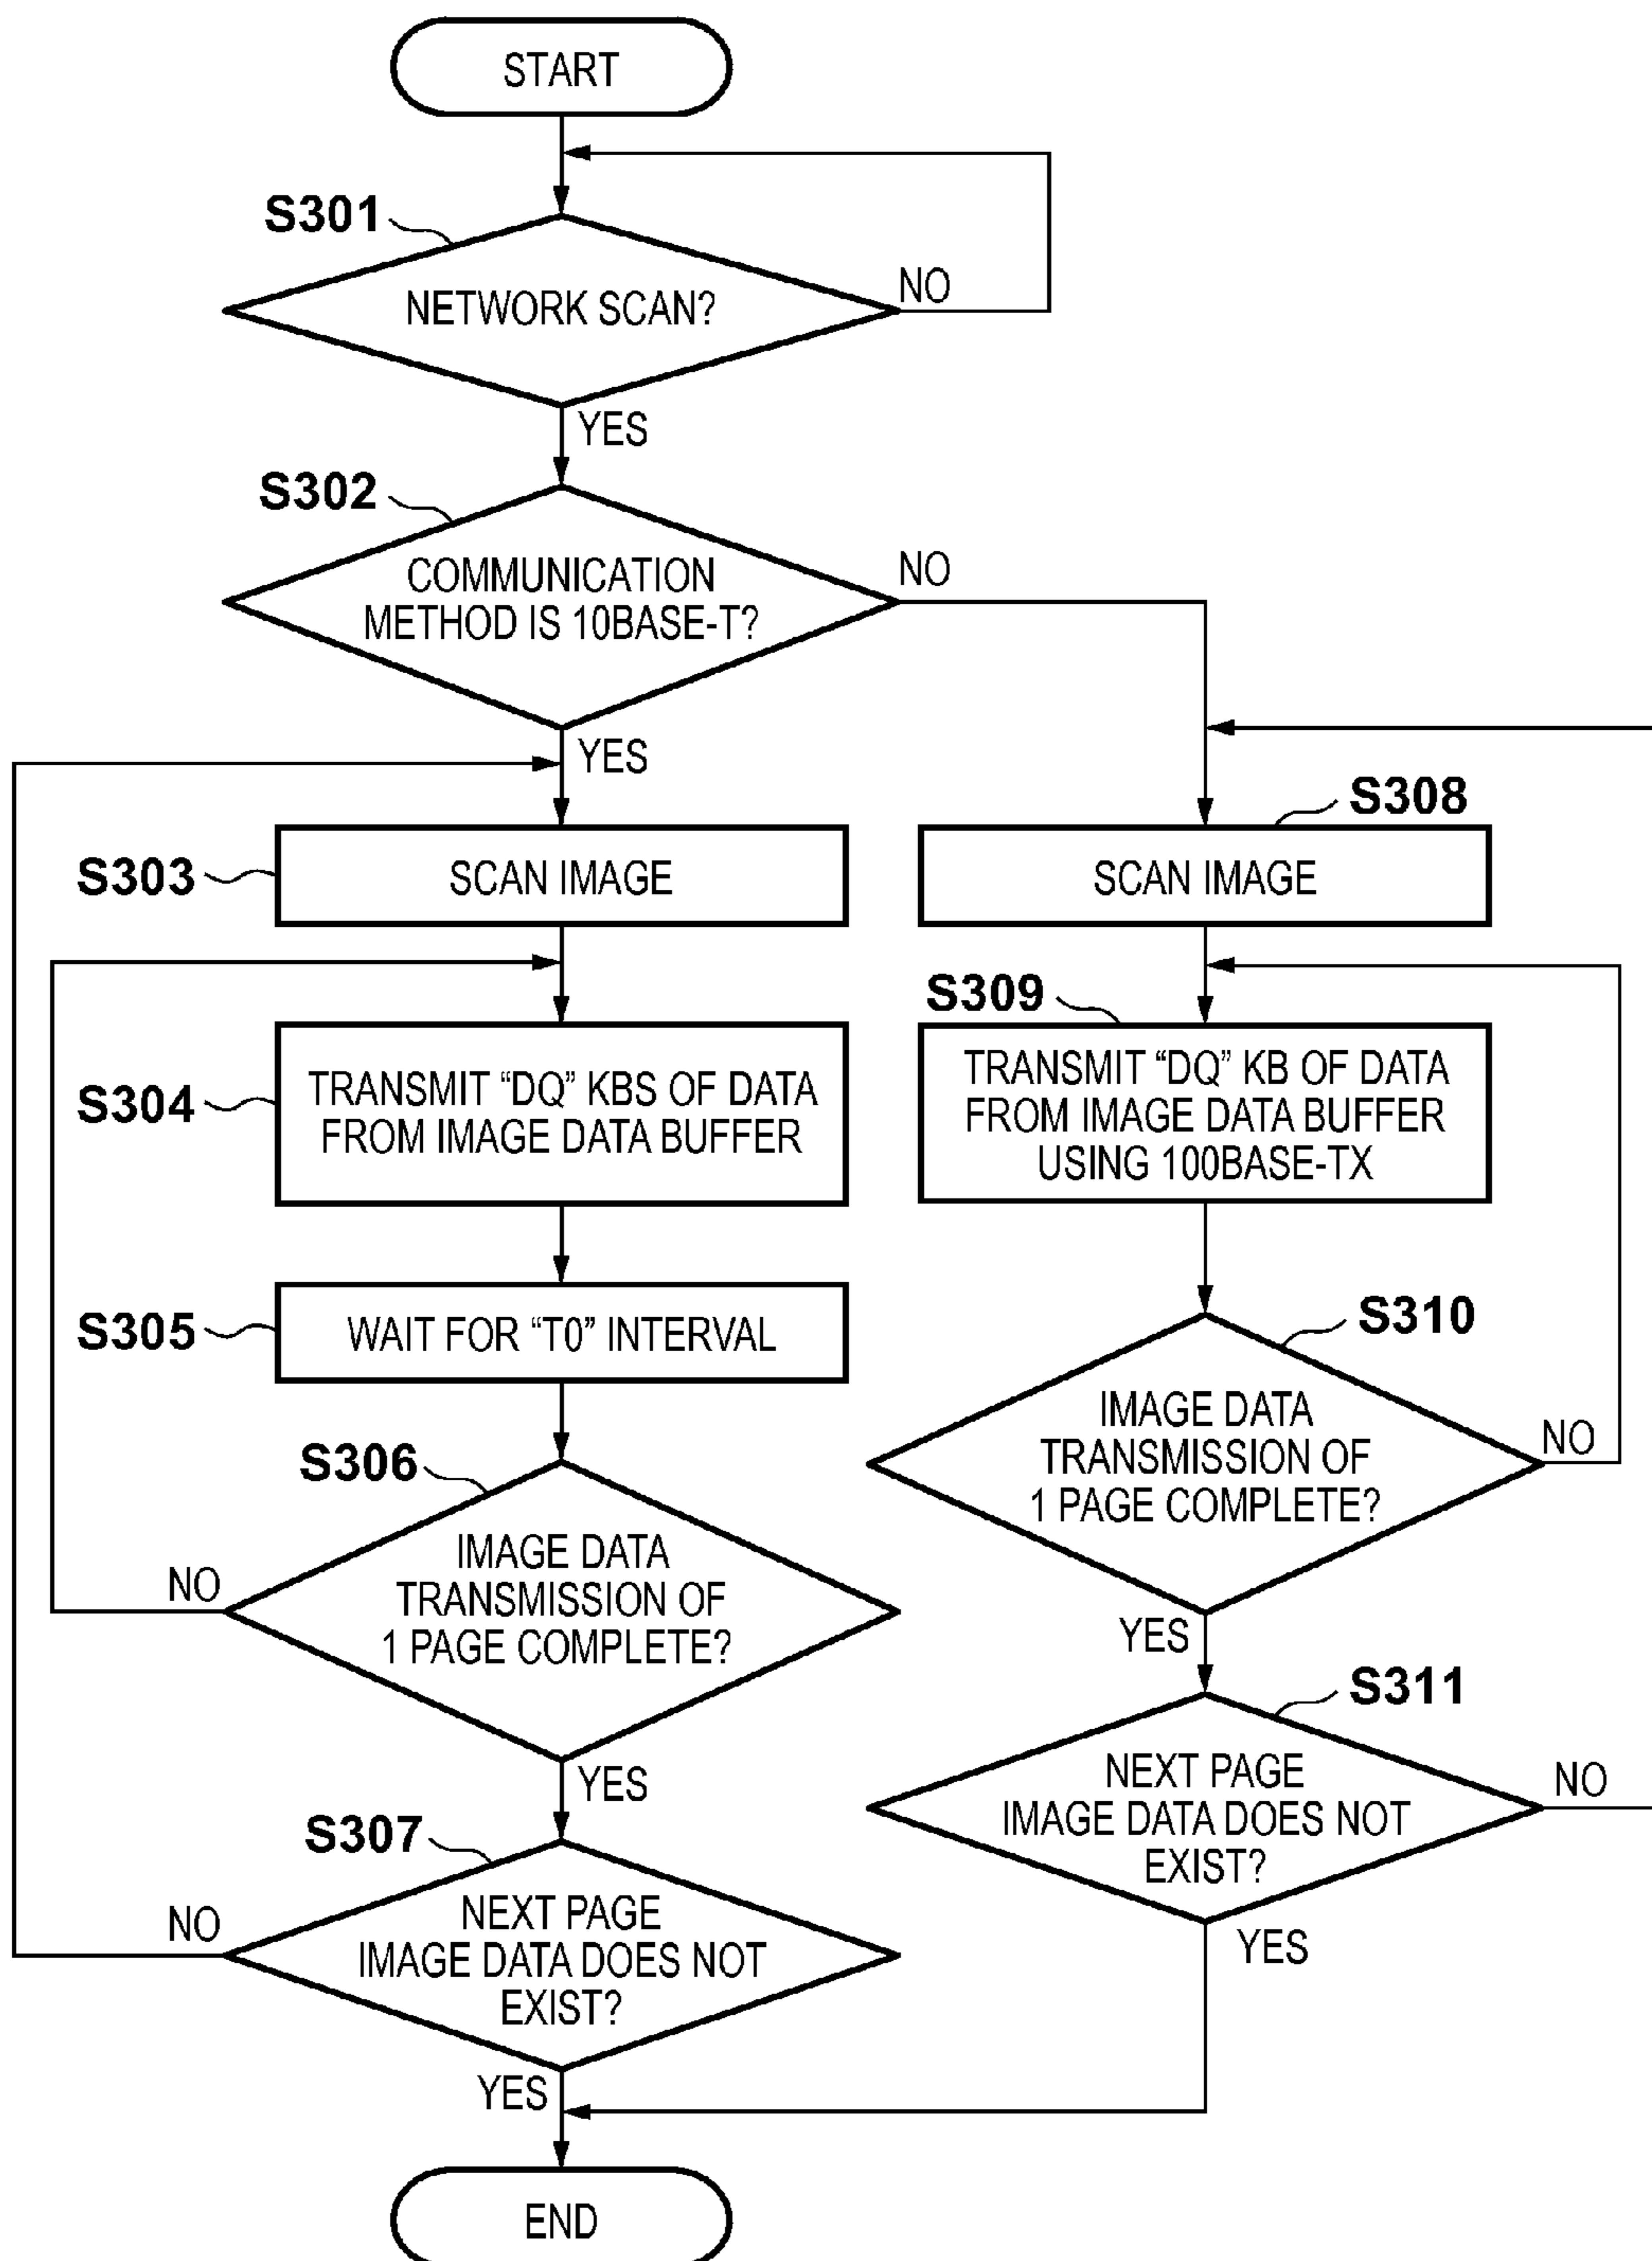 START
S301
NETWORK SCAN?
NO
YES
S302
COMMUNICATION
METHOD IS 10BASE-T?
NO
YES
S303
SCAN IMAGE
S304
TRANSMIT “DQ” KBS OF DATA
FROM IMAGE DATA BUFFER
S305
WAIT FOR “T0” INTERVAL
S306
IMAGE DATA
TRANSMISSION OF
1 PAGE COMPLETE?
NO
YES
S307
NEXT PAGE
IMAGE DATA DOES NOT
EXIST?
NO
YES
S308
SCAN IMAGE
S309
TRANSMIT “DQ” KB OF DATA
FROM IMAGE DATA BUFFER
USING 100BASE-TX
S310
IMAGE DATA
TRANSMISSION OF
1 PAGE COMPLETE?
NO
YES
S311
NEXT PAGE
IMAGE DATA DOES NOT
EXIST?
NO
YES
END